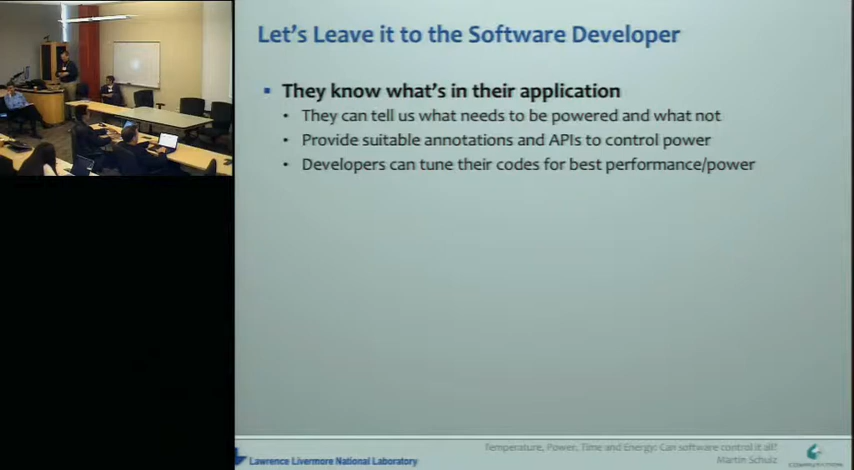 Let's Leave it to the Software Developer
▪ They know what's in their application
• They can tell us what needs to be powered and what not
• Provide suitable annotations and APIs to control power
• Developers can tune their codes for best performance/power
Temperature, Power, Time and Energy: Can software control it all?
Lawrence Livermore National Laboratory
Martin Schulz
COMPUTATION